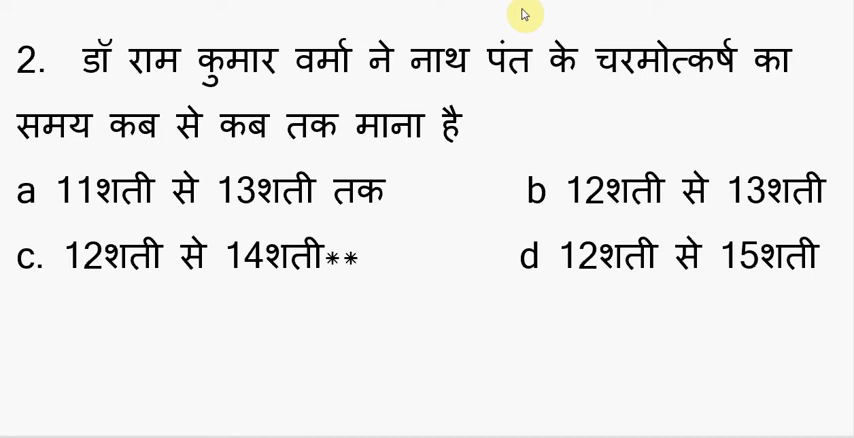 2. डॉ राम कुमार वर्मा ने नाथ पंत के चरमोत्कर्ष का
समय कब से कब तक माना है
a 11शती से 13शती तक b 12शती से 13शती
c. 12शती से 14शती** d 12शती से 15शती